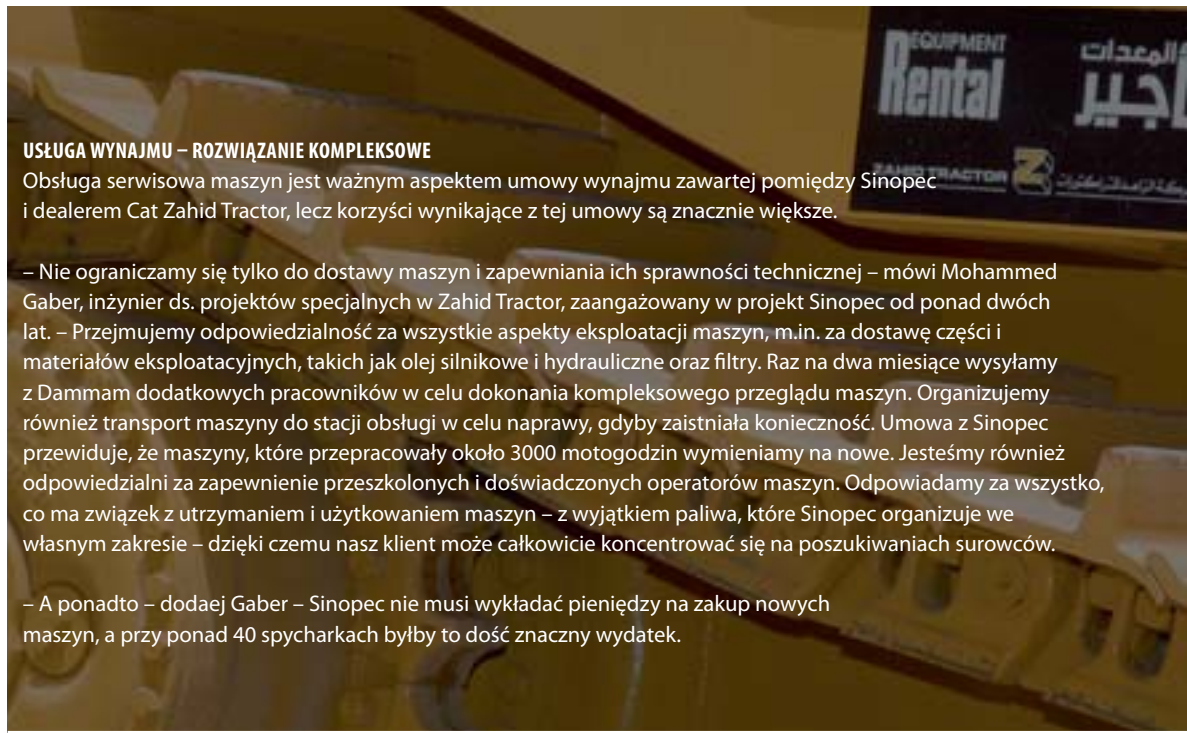 EQUIPMENT
Rental
المعدات
ZAHID TRACTOR
USŁUGA WYNAJMU – ROZWIĄZANIE KOMPLEKSOWE
Obsługa serwisowa maszyn jest ważnym aspektem umowy wynajmu zawartej pomiędzy Sinopec
i dealerem Cat Zahid Tractor, lecz korzyści wynikające z tej umowy są znacznie większe.
– Nie ograniczamy się tylko do dostawy maszyn i zapewniania ich sprawności technicznej – mówi Mohammed
Gaber, inżynier ds. projektów specjalnych w Zahid Tractor, zaangażowany w projekt Sinopec od ponad dwóch
lat. – Przejmujemy odpowiedzialność za wszystkie aspekty eksploatacji maszyn, m.in. za dostawę części i
materiałów eksploatacyjnych, takich jak olej silnikowe i hydrauliczne oraz filtry. Raz na dwa miesiące wysyłamy
z Dammam dodatkowych pracowników w celu dokonania kompleksowego przeglądu maszyn. Organizujemy
również transport maszyny do stacji obsługi w celu naprawy, gdyby zaistniała konieczność. Umowa z Sinopec
przewiduje, że maszyny, które przepracowały około 3000 motogodzin wymieniamy na nowe. Jesteśmy również
odpowiedzialni za zapewnienie przeszkolonych i doświadczonych operatorów maszyn. Odpowiadamy za wszystko,
co ma związek z utrzymaniem i użytkowaniem maszyn – z wyjątkiem paliwa, które Sinopec organizuje we
własnym zakresie – dzięki czemu nasz klient może całkowicie koncentrować się na poszukiwaniach surowców.
– A ponadto – dodaej Gaber – Sinopec nie musi wykładać pieniędzy na zakup nowych
maszyn, a przy ponad 40 spycharkach byłby to dość znaczny wydatek.